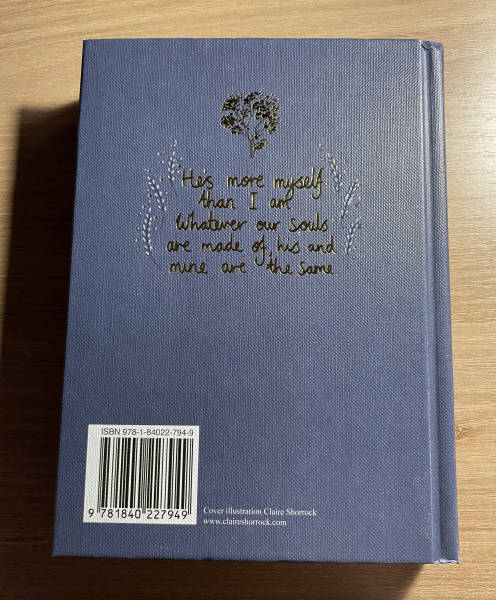 He's more myself
than I am.
Whatever our souls
are made of, his and
mine are the same
ISBN 978-1-84022-794-9
9 781840 227949
Cover illustration Claire Shorrock
www.claireshorrock.com